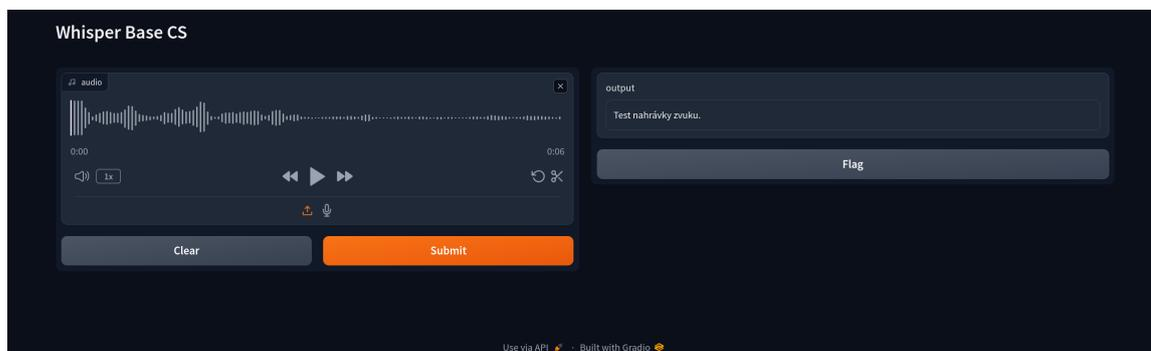 Whisper Base CS
audio
0:00
0:06
1x
Clear
Submit
output
Test nahrávky zvuku.
Flag
Use via API · Built with Gradio